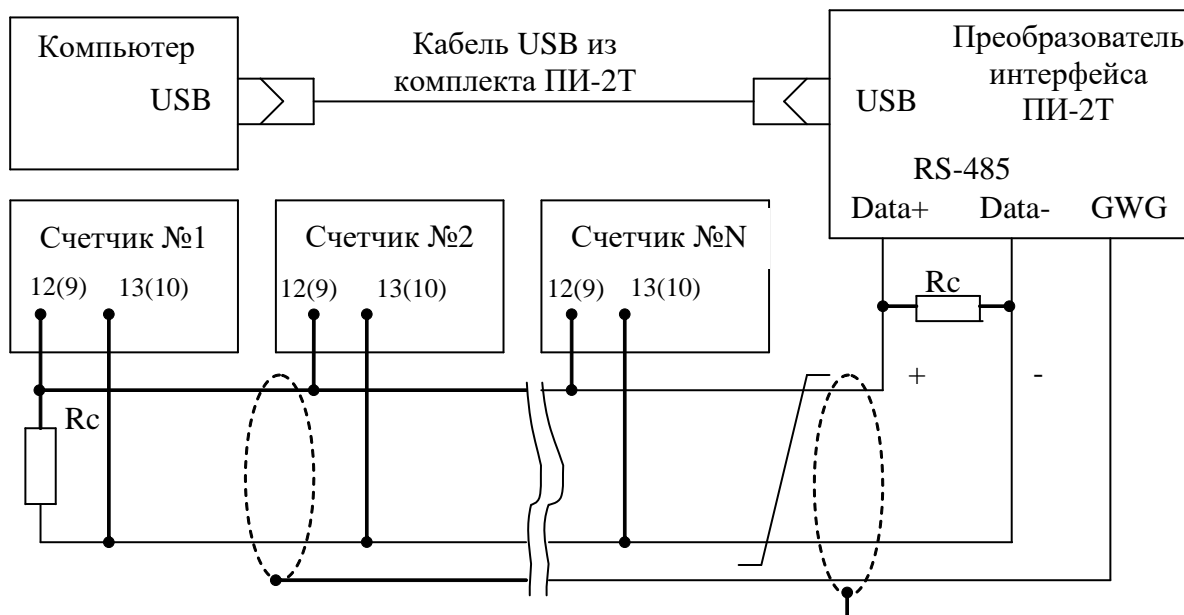 Компьютер
USB
Кабель USB из
комплекта ПИ-2Т
Преобразователь
интерфейса
ПИ-2Т
USB
RS-485
Data+ Data- GWG
Счетчик №1
12(9) 13(10)
Счетчик №2
12(9) 13(10)
Счетчик №N
12(9) 13(10)
Rc
+ -
Rc